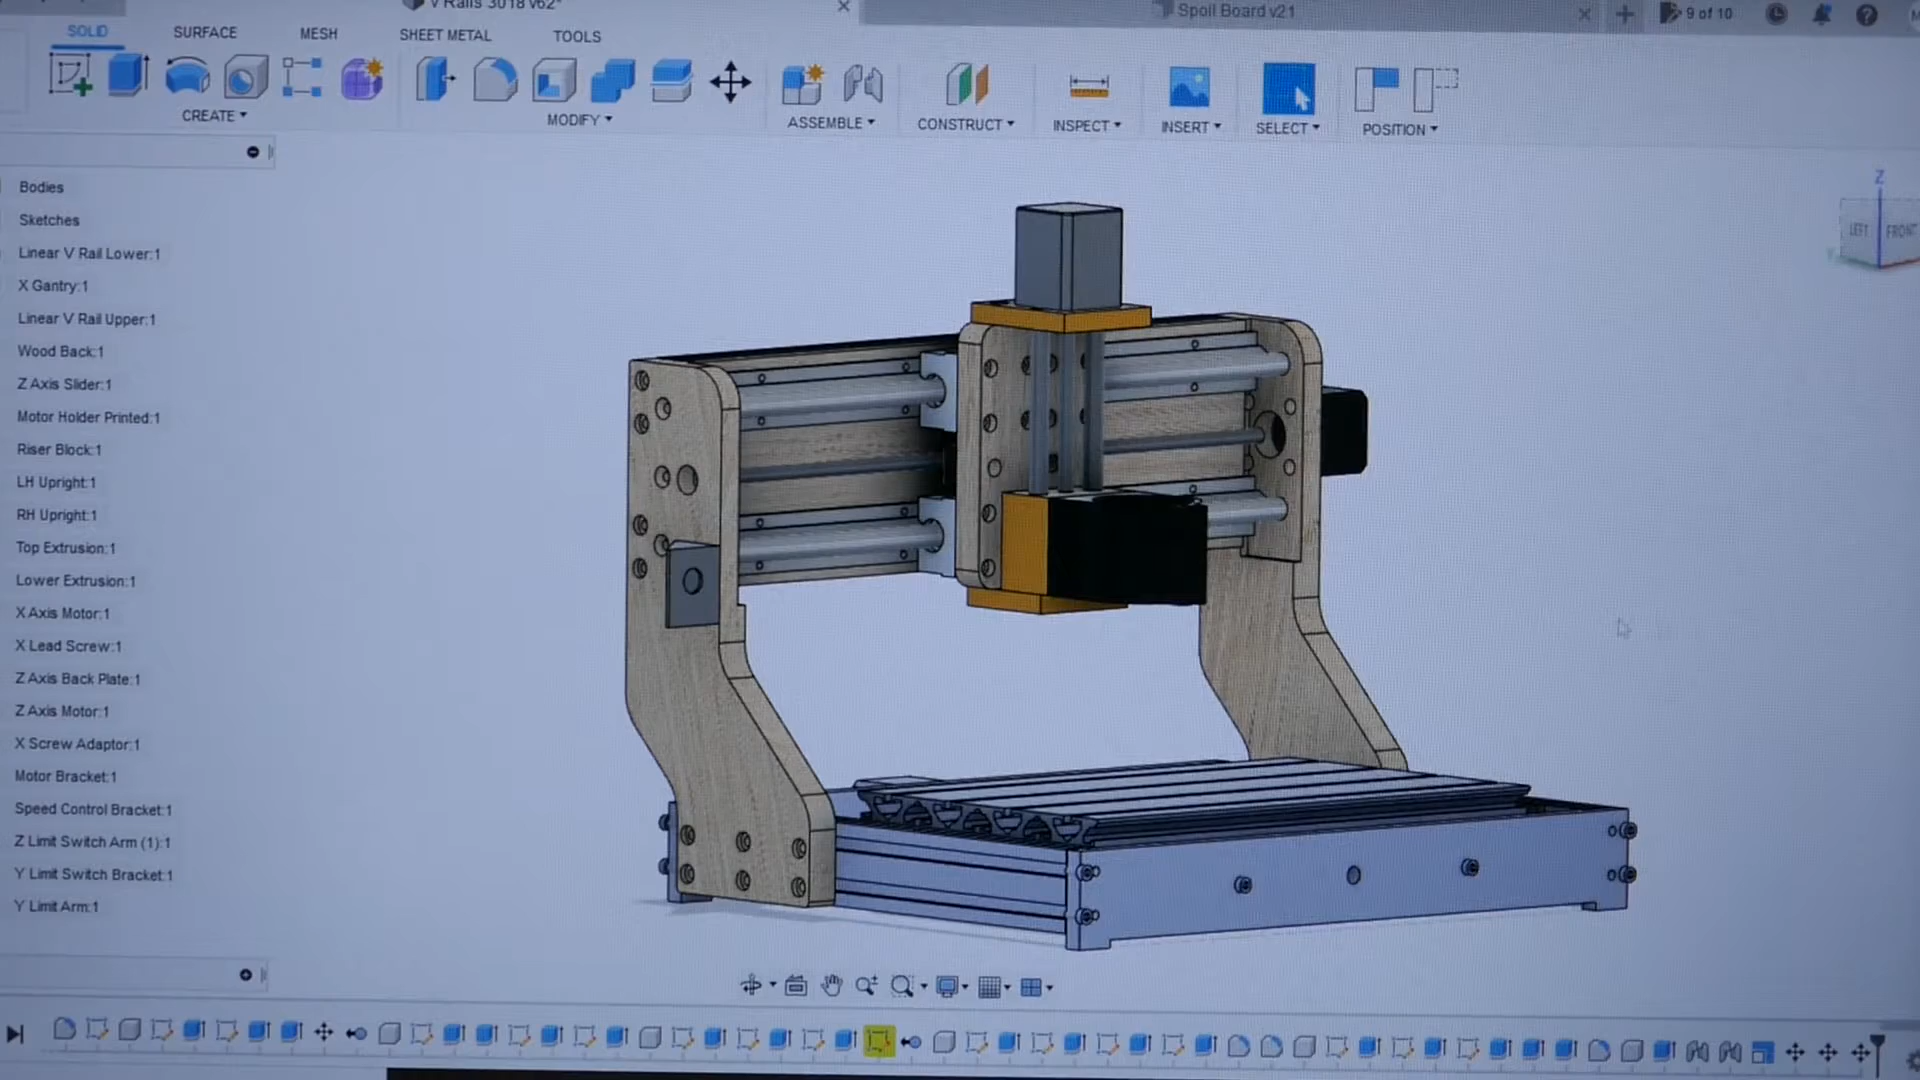 V Rails 3018 v62*
Spoil Board v21
9 of 10
SOLID
SURFACE
MESH
SHEET METAL
TOOLS
CREATE
MODIFY
ASSEMBLE
CONSTRUCT
INSPECT
INSERT
SELECT
POSITION
Z
LEFT
FRONT
Bodies
Sketches
Linear V Rail Lower:1
X Gantry:1
Linear V Rail Upper:1
Wood Back:1
Z Axis Slider:1
Motor Holder Printed:1
Riser Block:1
LH Upright:1
RH Upright:1
Top Extrusion:1
Lower Extrusion:1
X Axis Motor:1
X Lead Screw:1
Z Axis Back Plate:1
Z Axis Motor:1
X Screw Adaptor:1
Motor Bracket:1
Speed Control Bracket:1
Z Limit Switch Arm (1):1
Y Limit Switch Bracket:1
Y Limit Arm:1